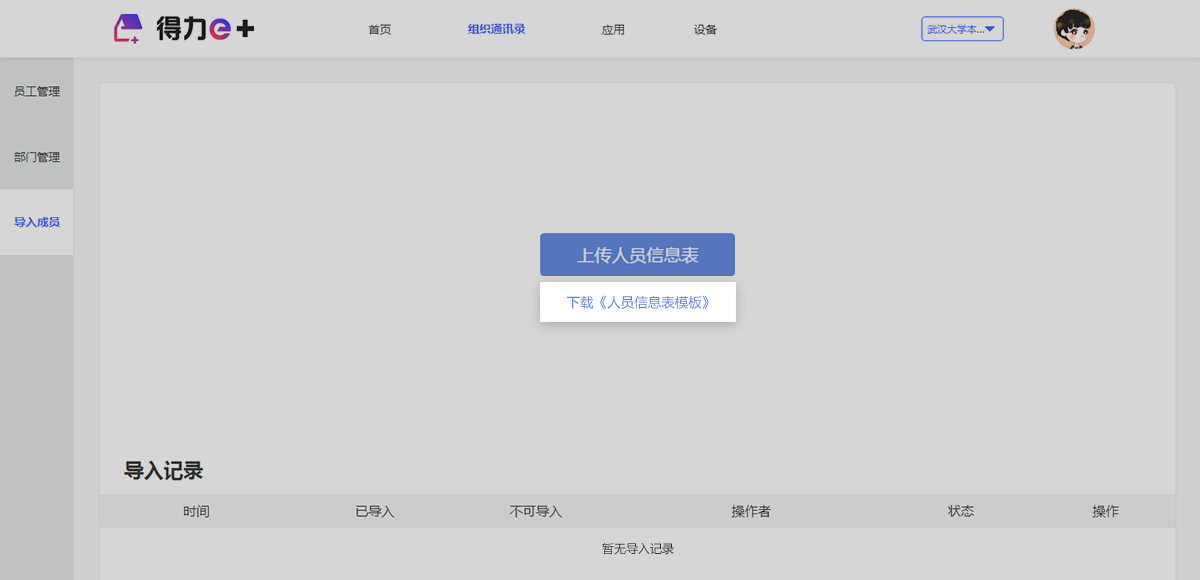 得力e+
首页 组织通讯录 应用 设备 武汉大学本...
员工管理
部门管理
导入成员
上传人员信息表
下载《人员信息表模板》
导入记录
时间 已导入 不可导入 操作者 状态 操作
暂无导入记录